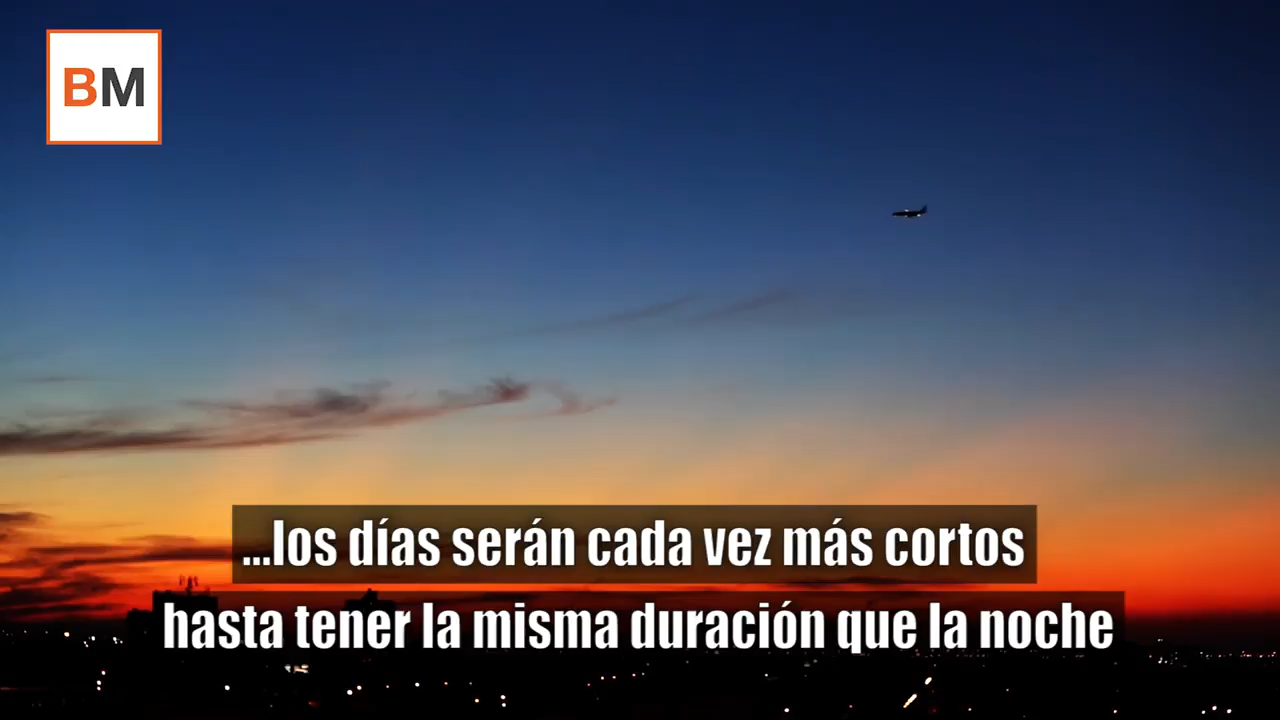 BM
...los días serán cada vez más cortos
hasta tener la misma duración que la noche